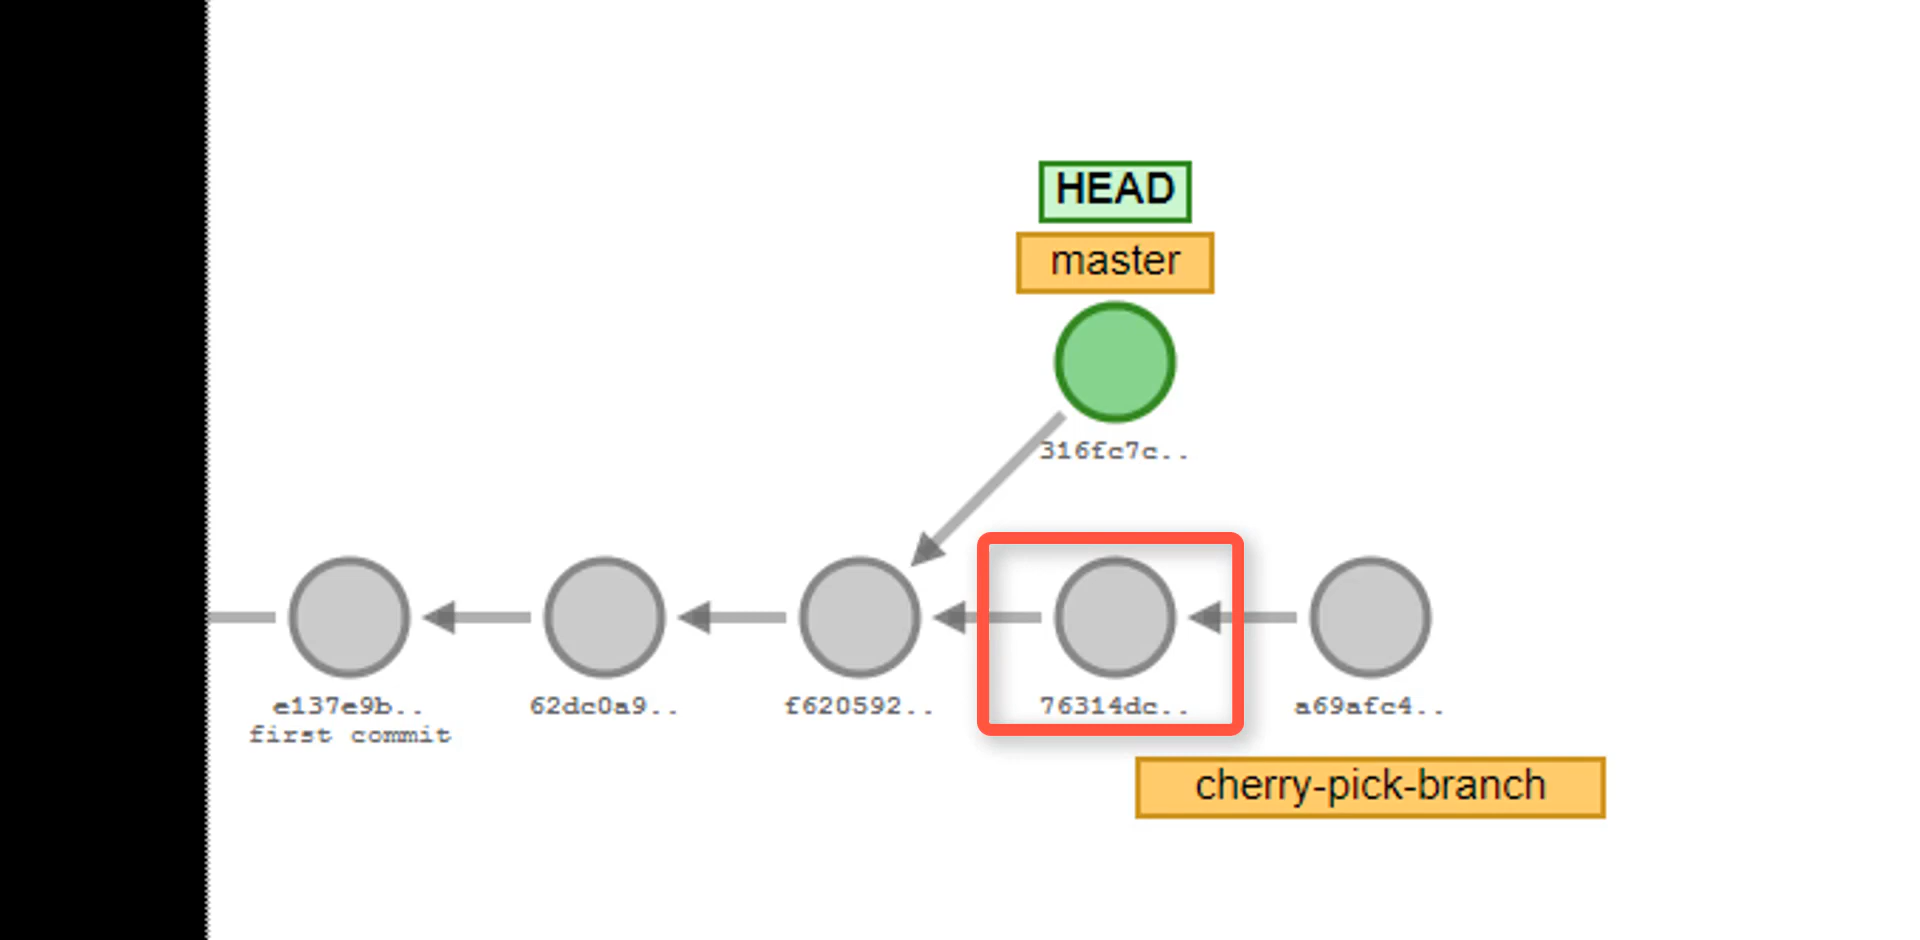 HEAD
master
316fc7c..
e137e9b..
first commit
62dc0a9..
f620592..
76314dc..
a69afc4..
cherry-pick-branch